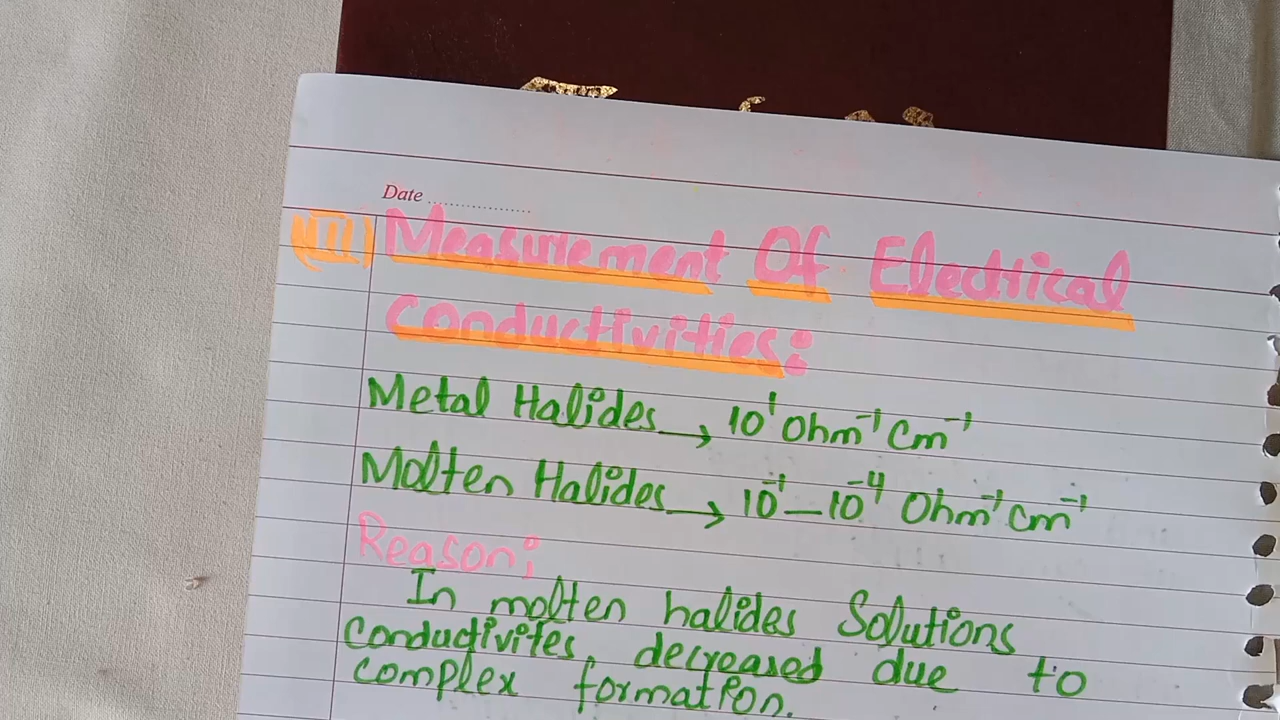 Date
VIII) Measurement Of Electrical
Conductivities:
Metal Halides → 10¹ Ohm⁻¹ Cm⁻¹
Molten Halides → 10⁻¹ — 10⁻⁴ Ohm⁻¹ Cm⁻¹
Reason;
In molten halides Solutions
conductivites, decreased due to
complex formation.